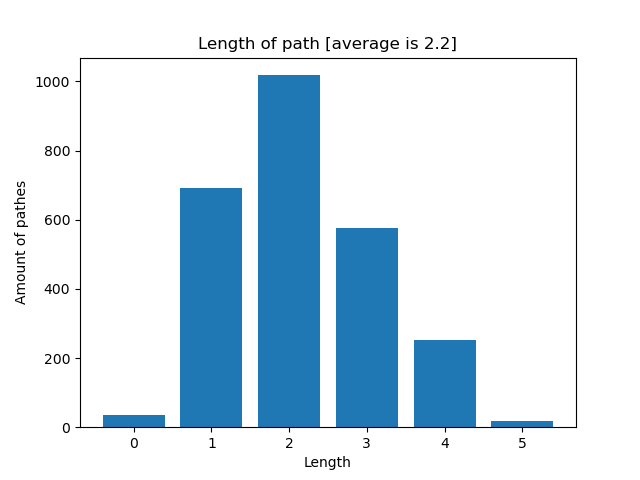 Length of path [average is 2.2]
1000
800
600
400
200
0
Amount of pathes
0 1 2 3 4 5
Length